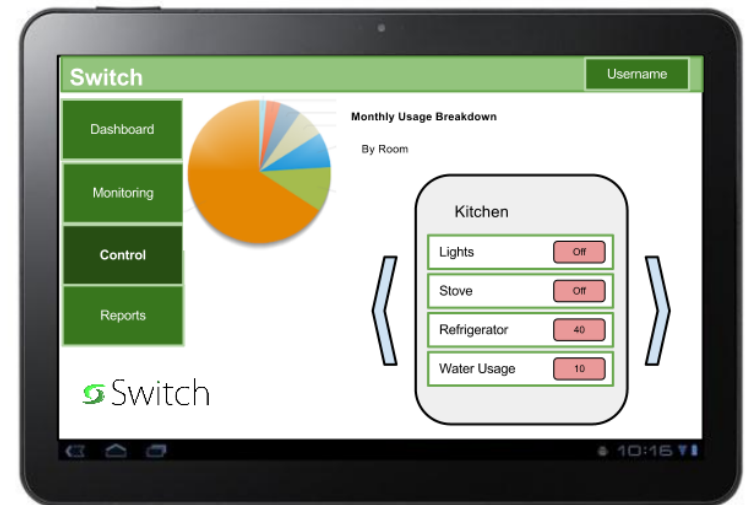 Switch
Username
Dashboard
Monthly Usage Breakdown
By Room
Monitoring
Kitchen
Control
Lights Off
Stove Off
Reports
Refrigerator 40
Water Usage 10
Switch
10:16